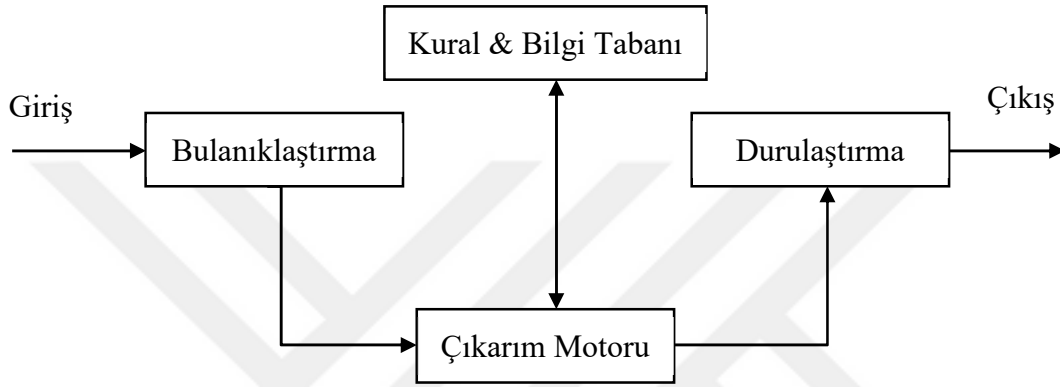 Kural & Bilgi Tabanı
Giriş
Çıkış
Bulanıklaştırma
Durulaştırma
Çıkarım Motoru